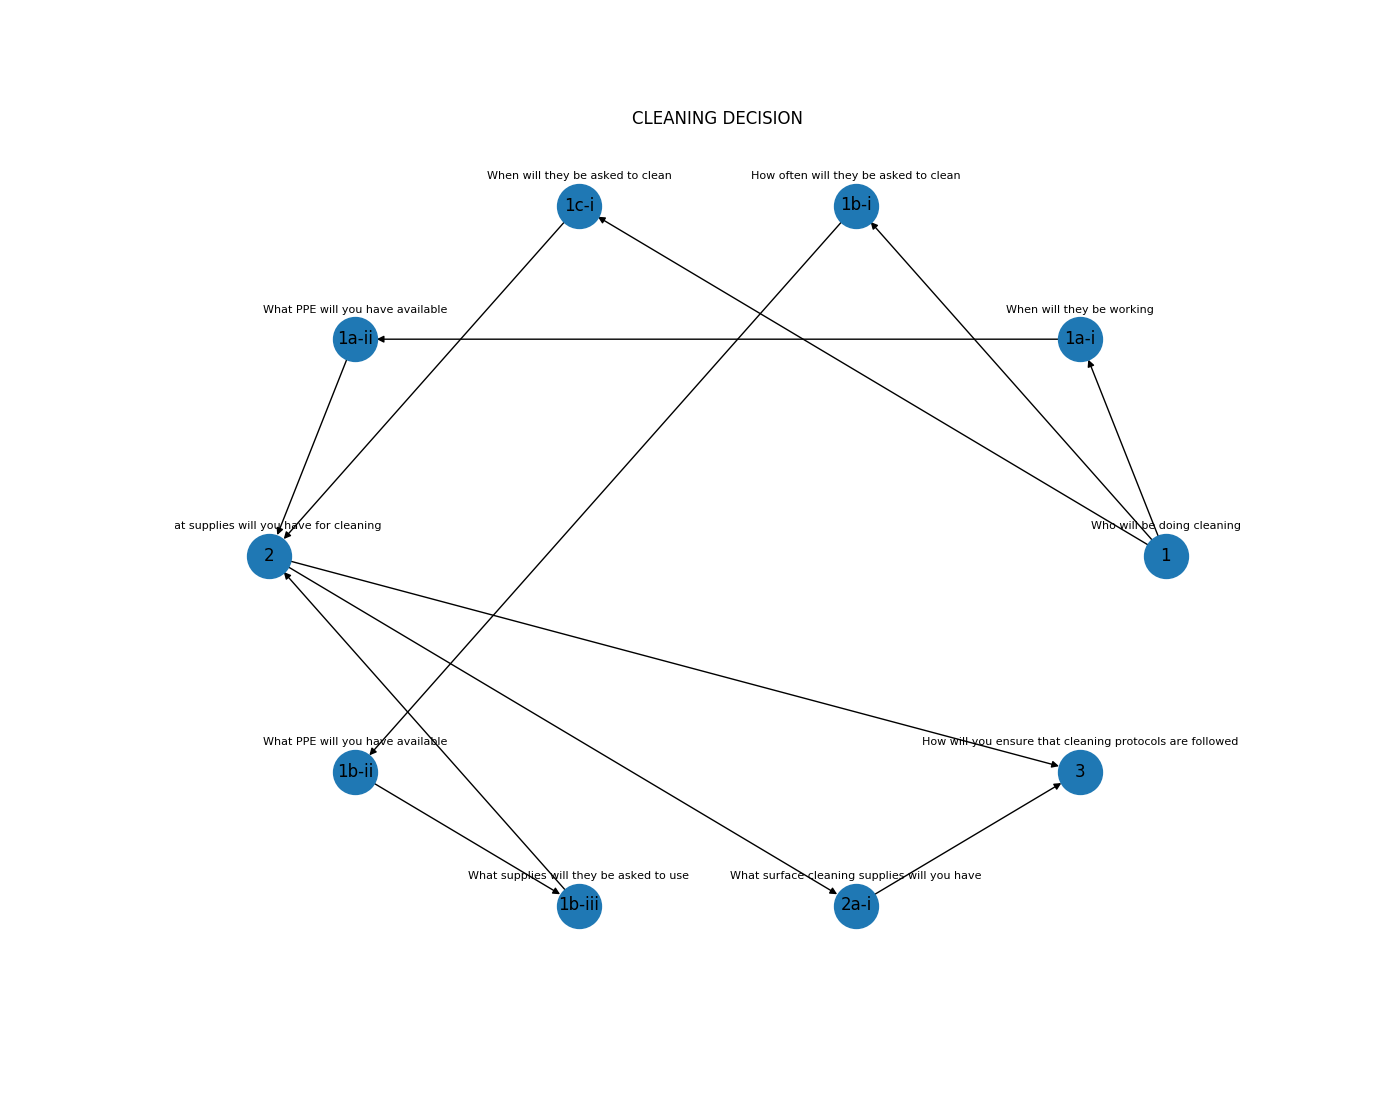 CLEANING DECISION
When will they be asked to clean
How often will they be asked to clean
1c-i
1b-i
What PPE will you have available
When will they be working
1a-ii
1a-i
at supplies will you have for cleaning
Who will be doing cleaning
2
1
What PPE will you have available
How will you ensure that cleaning protocols are followed
1b-ii
3
What supplies will they be asked to use
What surface cleaning supplies will you have
1b-iii
2a-i